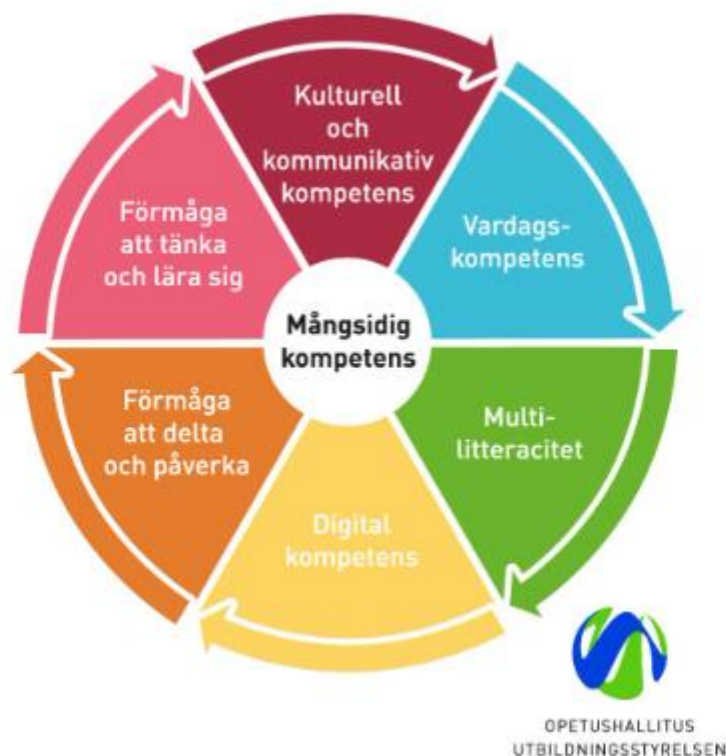 Kulturell
och
kommunikativ
kompetens
Vardags-
kompetens
Multi-
litteracitet
Digital
kompetens
Förmåga
att delta
och påverka
Förmåga
att tänka
och lära sig
Mångsidig
kompetens
OPETUSHALLITUS
UTBILDNINGSSTYRELSEN